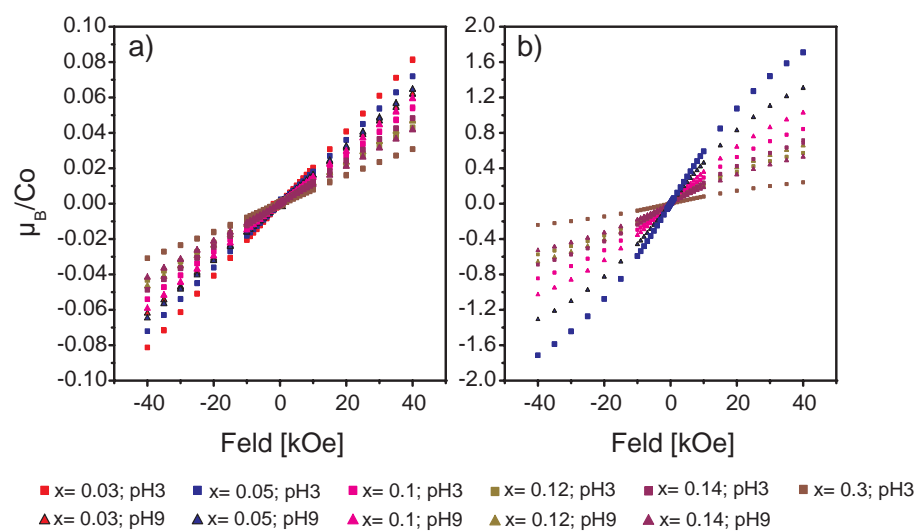 a)
b)
μB/Co
0.10
0.08
0.06
0.04
0.02
0.00
-0.02
-0.04
-0.06
-0.08
-0.10
-40 -20 0 20 40
Feld [kOe]
2.0
1.6
1.2
0.8
0.4
0.0
-0.4
-0.8
-1.2
-1.6
-2.0
-40 -20 0 20 40
Feld [kOe]
x= 0.03; pH3 x= 0.05; pH3 x= 0.1; pH3 x= 0.12; pH3 x= 0.14; pH3 x= 0.3; pH3
x= 0.03; pH9 x= 0.05; pH9 x= 0.1; pH9 x= 0.12; pH9 x= 0.14; pH9